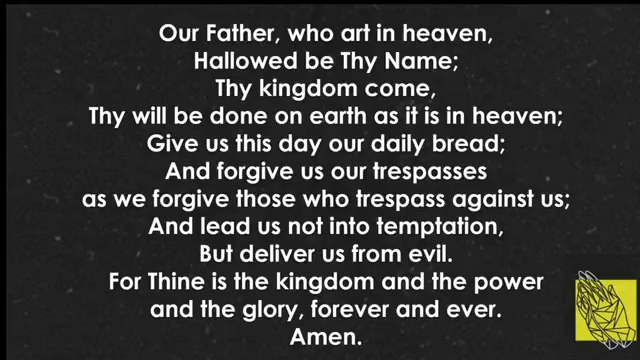 Our Father, who art in heaven,
Hallowed be Thy Name;
Thy kingdom come,
Thy will be done on earth as it is in heaven;
Give us this day our daily bread;
And forgive us our trespasses
as we forgive those who trespass against us;
And lead us not into temptation,
But deliver us from evil.
For Thine is the kingdom and the power
and the glory, forever and ever.
Amen.